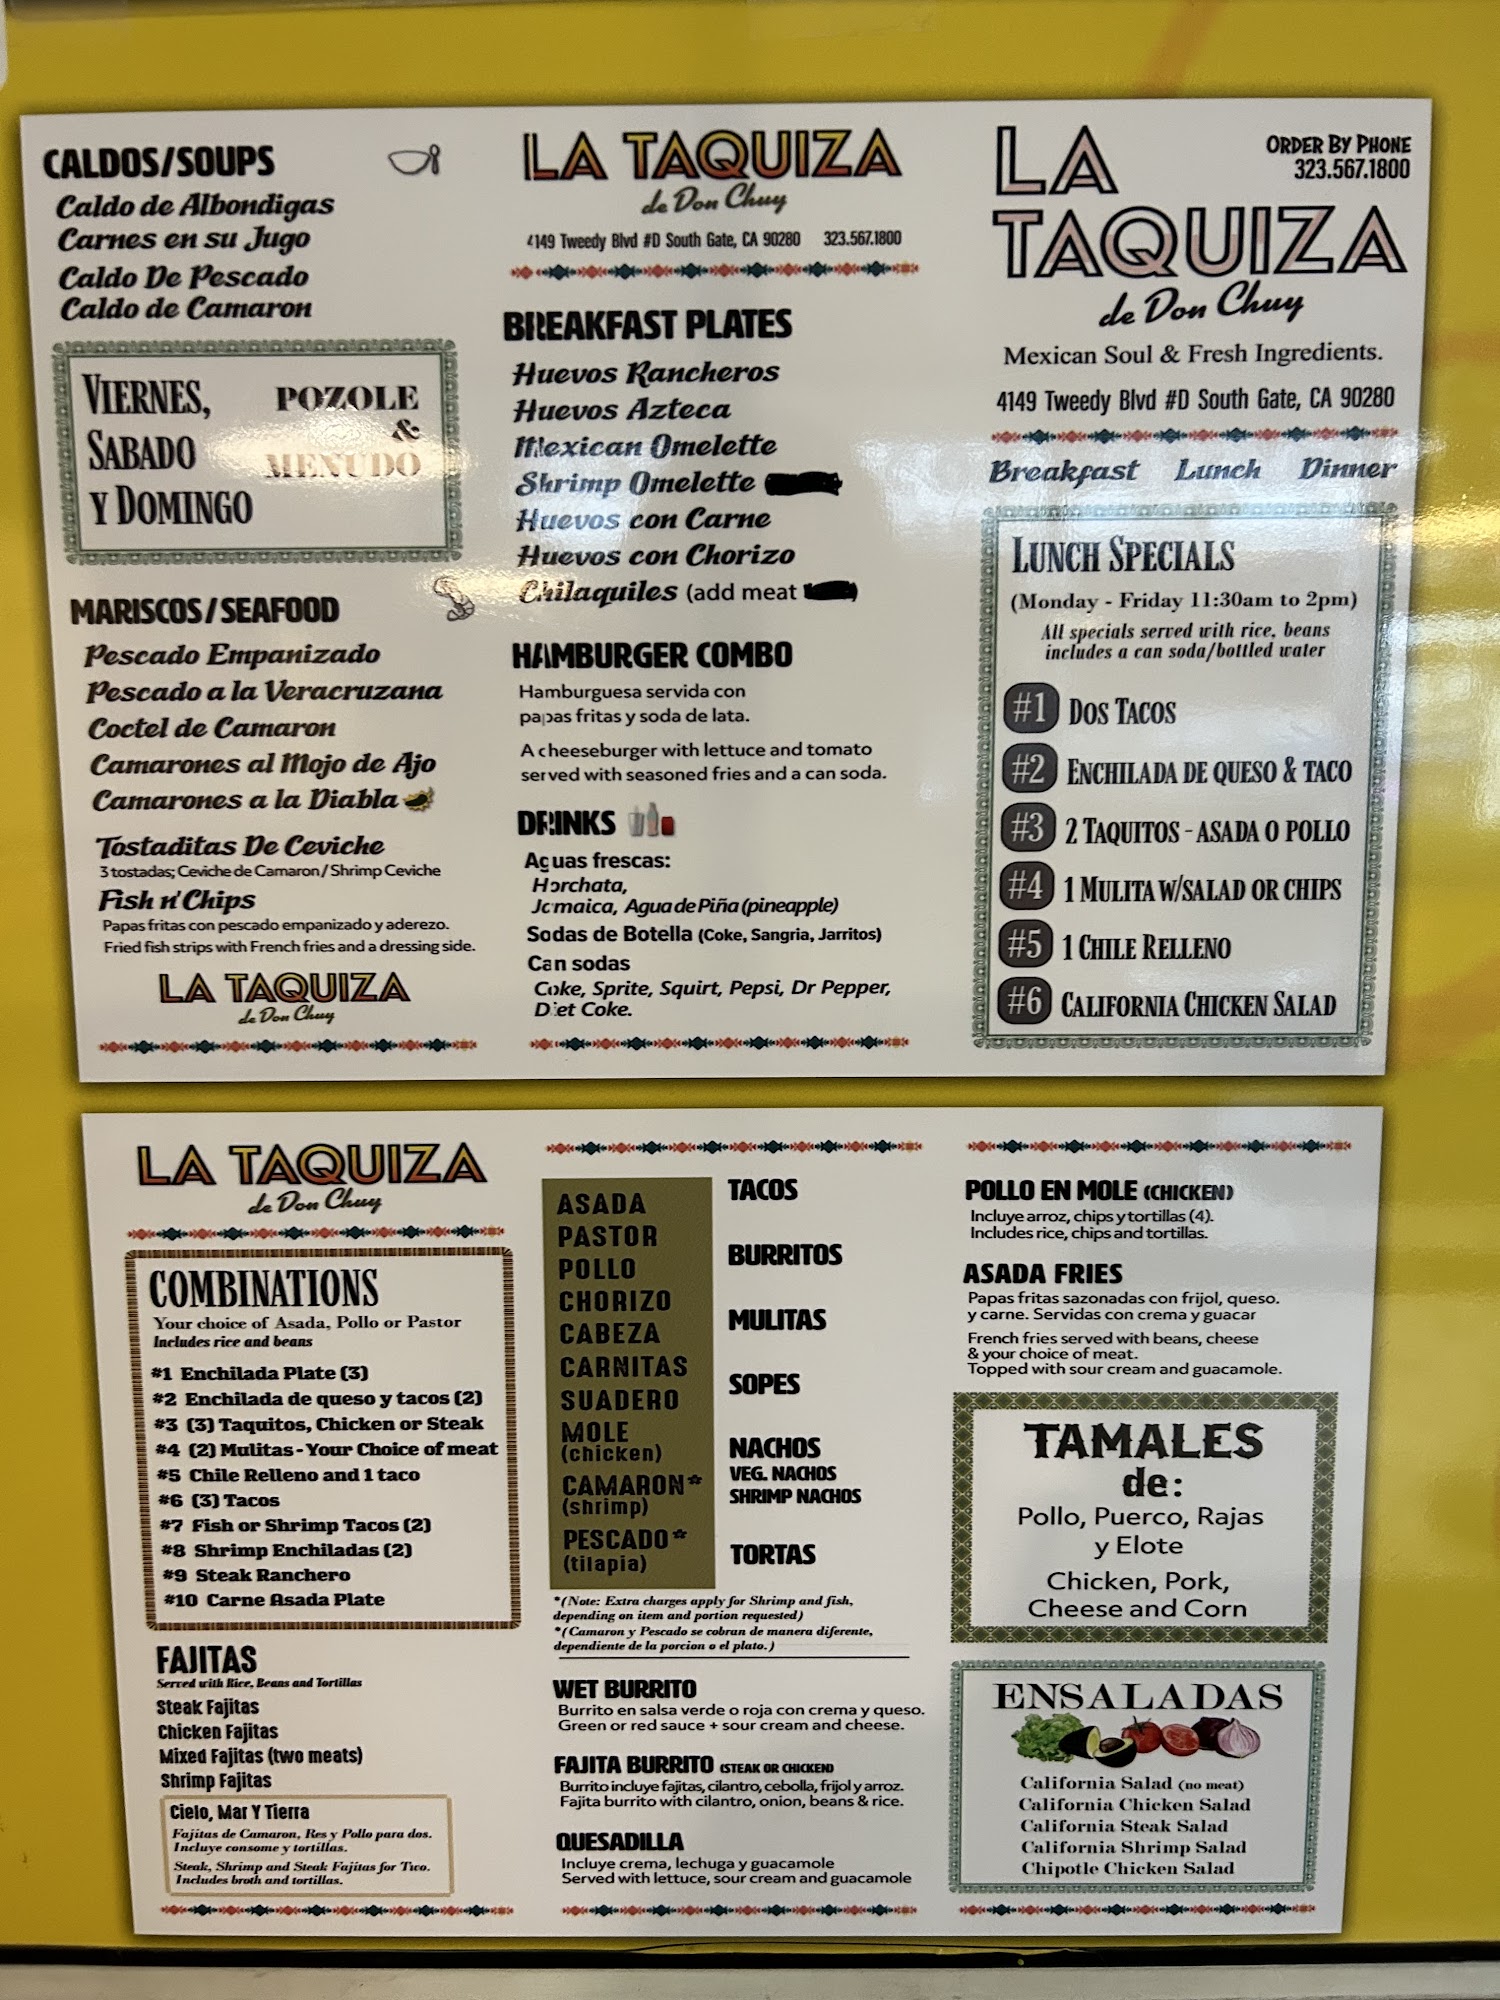 CALDOS/SOUPS
Caldo de Albondigas
Carnes en su Jugo
Caldo De Pescado
Caldo de Camaron
VIERNES,
SABADO
Y DOMINGO
POZOLE
&
MENUDO
MARISCOS/SEAFOOD
Pescado Empanizado
Pescado a la Veracruzana
Coctel de Camaron
Camarones al Mojo de Ajo
Camarones a la Diabla
Tostaditas De Ceviche
3 tostadas; Ceviche de Camaron/Shrimp Ceviche
Fish n' Chips
Papas fritas con pescado empanizado y aderezo.
Fried fish strips with French fries and a dressing side.
LA TAQUIZA
de Don Chuy
LA TAQUIZA
de Don Chuy
4149 Tweedy Blvd #D South Gate, CA 90280 323.567.1800
BREAKFAST PLATES
Huevos Rancheros
Huevos Azteca
Mexican Omelette
Shrimp Omelette
Huevos con Carne
Huevos con Chorizo
Chilaquiles (add meat )
HAMBURGER COMBO
Hamburguesa servida con
papas fritas y soda de lata.
A cheeseburger with lettuce and tomato
served with seasoned fries and a can soda.
DRINKS
Aguas frescas:
Horchata,
Jamaica, Agua de Piña (pineapple)
Sodas de Botella (Coke, Sangria, Jarritos)
Can sodas
Coke, Sprite, Squirt, Pepsi, Dr Pepper,
Diet Coke.
LA
TAQUIZA
de Don Chuy
ORDER BY PHONE
323.567.1800
Mexican Soul & Fresh Ingredients.
4149 Tweedy Blvd #D South Gate, CA 90280
Breakfast Lunch Dinner
LUNCH SPECIALS
(Monday - Friday 11:30am to 2pm)
All specials served with rice, beans
includes a can soda/bottled water
#1 DOS TACOS
#2 ENCHILADA DE QUESO & TACO
#3 2 TAQUITOS - ASADA O POLLO
#4 1 MULITA W/SALAD OR CHIPS
#5 1 CHILE RELLENO
#6 CALIFORNIA CHICKEN SALAD
LA TAQUIZA
de Don Chuy
COMBINATIONS
Your choice of Asada, Pollo or Pastor
Includes rice and beans
#1 Enchilada Plate (3)
#2 Enchilada de queso y tacos (2)
#3 (3) Taquitos, Chicken or Steak
#4 (2) Mulitas - Your Choice of meat
#5 Chile Relleno and 1 taco
#6 (3) Tacos
#7 Fish or Shrimp Tacos (2)
#8 Shrimp Enchiladas (2)
#9 Steak Ranchero
#10 Carne Asada Plate
FAJITAS
Served with Rice, Beans and Tortillas
Steak Fajitas
Chicken Fajitas
Mixed Fajitas (two meats)
Shrimp Fajitas
Cielo, Mar Y Tierra
Fajitas de Camaron, Res y Pollo para dos.
Incluye consome y tortillas.
Steak, Shrimp and Steak Fajitas for Two.
Includes broth and tortillas.
ASADA
PASTOR
POLLO
CHORIZO
CABEZA
CARNITAS
SUADERO
MOLE
(chicken)
CAMARON*
(shrimp)
PESCADO*
(tilapia)
TACOS
BURRITOS
MULITAS
SOPES
NACHOS
VEG. NACHOS
SHRIMP NACHOS
TORTAS
*(Note: Extra charges apply for Shrimp and fish,
depending on item and portion requested)
*(Camaron y Pescado se cobran de manera diferente,
dependiente de la porcion o el plato.)
WET BURRITO
Burrito en salsa verde o roja con crema y queso.
Green or red sauce + sour cream and cheese.
FAJITA BURRITO (STEAK OR CHICKEN)
Burrito incluye fajitas, cilantro, cebolla, frijol y arroz.
Fajita burrito with cilantro, onion, beans & rice.
QUESADILLA
Incluye crema, lechuga y guacamole
Served with lettuce, sour cream and guacamole
POLLO EN MOLE (CHICKEN)
Incluye arroz, chips y tortillas (4).
Includes rice, chips and tortillas.
ASADA FRIES
Papas fritas sazonadas con frijol, queso.
y carne. Servidas con crema y guacar
French fries served with beans, cheese
& your choice of meat.
Topped with sour cream and guacamole.
TAMALES
de:
Pollo, Puerco, Rajas
y Elote
Chicken, Pork,
Cheese and Corn
ENSALADAS
California Salad (no meat)
California Chicken Salad
California Steak Salad
California Shrimp Salad
Chipotle Chicken Salad